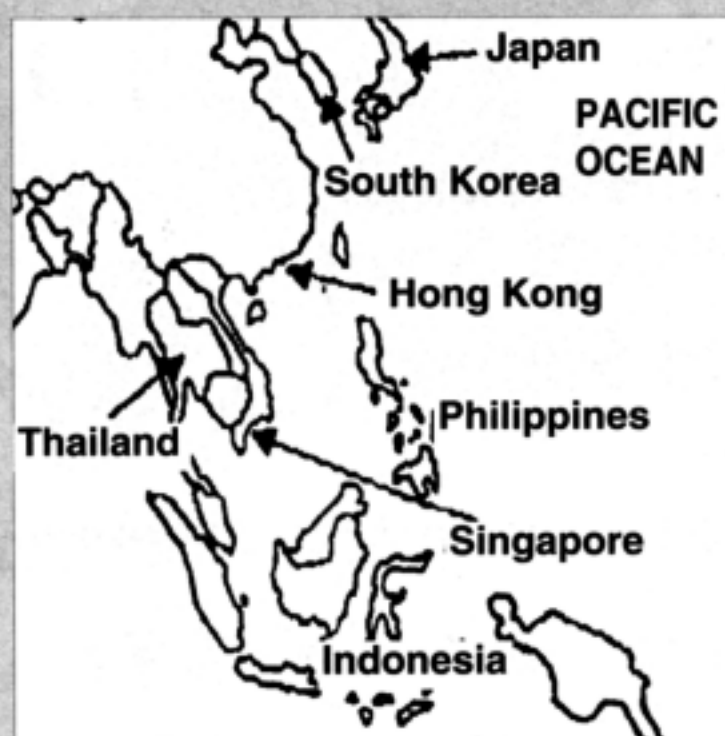 Japan
PACIFIC
OCEAN
South Korea
Hong Kong
Philippines
Thailand
Singapore
Indonesia